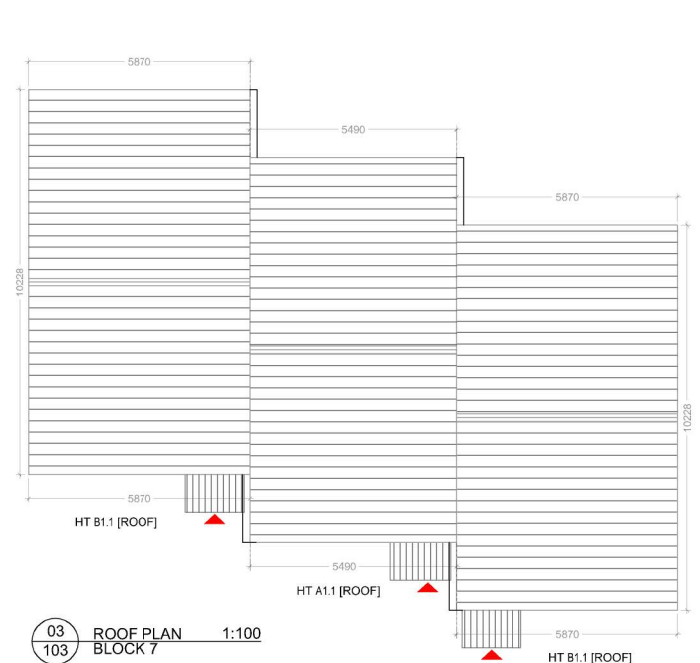 5870
5490
5870
10228
10228
5870
HT B1.1 [ROOF]
5490
HT A1.1 [ROOF]
03
103
ROOF PLAN 1:100
BLOCK 7
5870
HT B1.1 [ROOF]